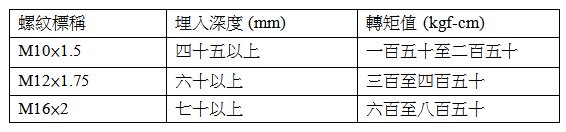 螺紋標稱 埋入深度 (mm) 轉矩值 (kgf-cm)
M10×1.5 四十五以上 一百五十至二百五十
M12×1.75 六十以上 三百至四百五十
M16×2 七十以上 六百至八百五十